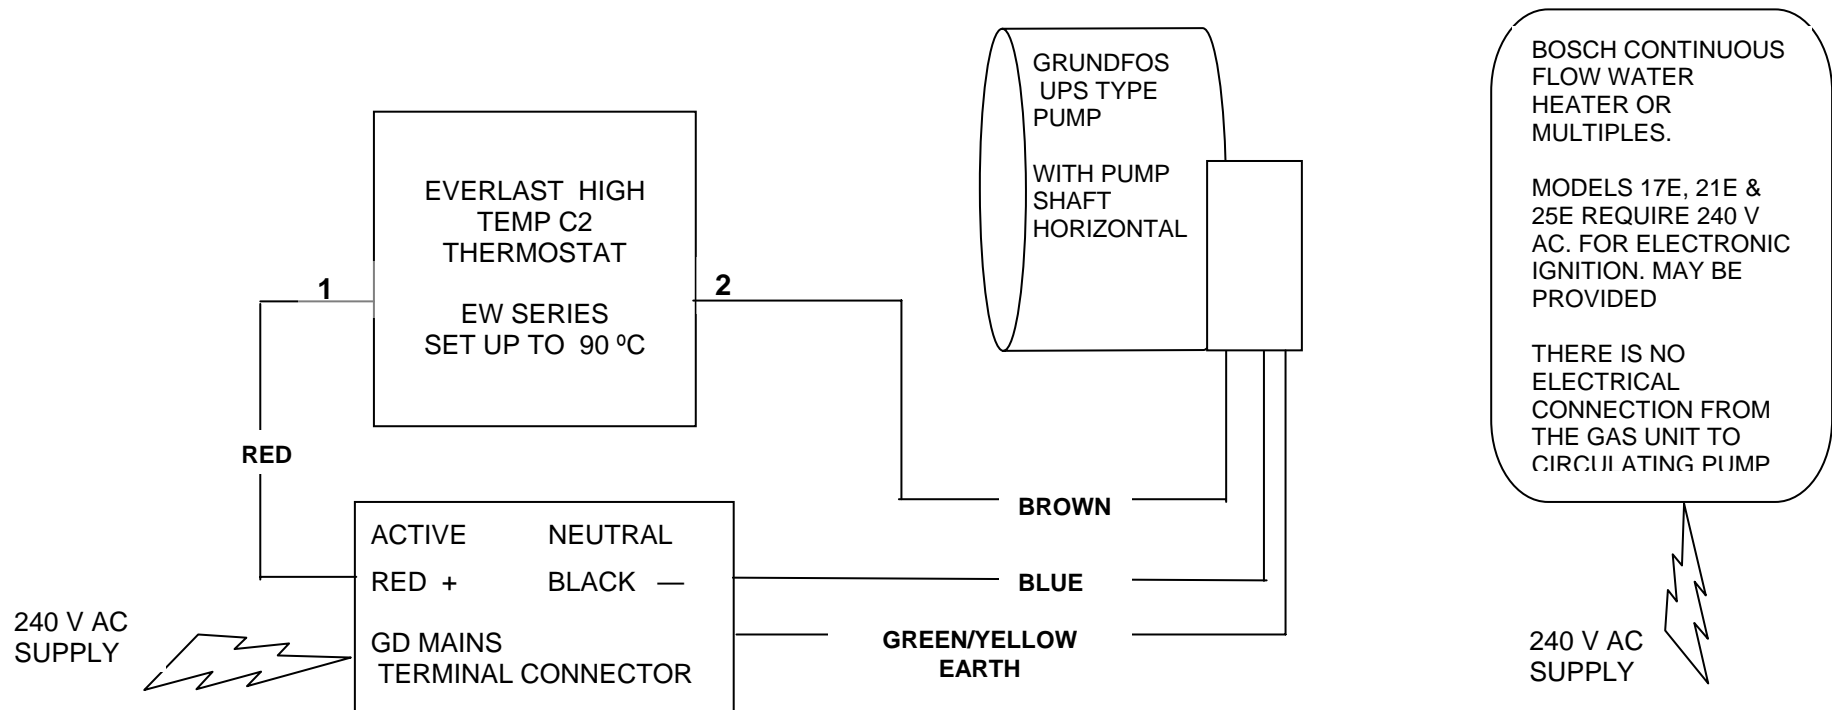 GRUNDFOS
UPS TYPE
PUMP
WITH PUMP
SHAFT
HORIZONTAL
BOSCH CONTINUOUS
FLOW WATER
HEATER OR
MULTIPLES.
MODELS 17E, 21E &
25E REQUIRE 240 V
AC. FOR ELECTRONIC
IGNITION. MAY BE
PROVIDED
THERE IS NO
ELECTRICAL
CONNECTION FROM
THE GAS UNIT TO
CIRCULATING PUMP
EVERLAST HIGH
TEMP C2
THERMOSTAT
EW SERIES
SET UP TO 90 ºC
1
2
RED
BROWN
ACTIVE NEUTRAL
RED + BLACK —
BLUE
GD MAINS
TERMINAL CONNECTOR
GREEN/YELLOW
EARTH
240 V AC
SUPPLY
240 V AC
SUPPLY